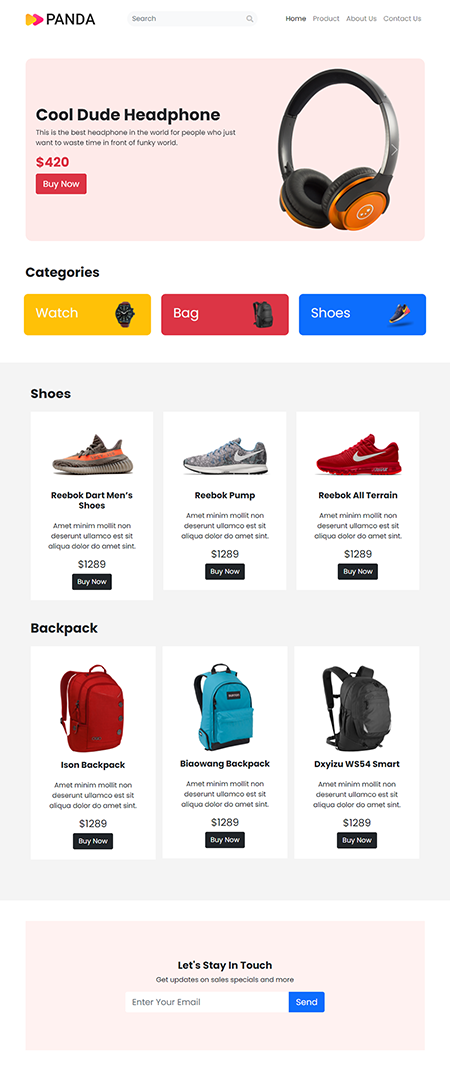 PANDA
Search
Home Product About Us Contact Us
Cool Dude Headphone
This is the best headphone in the world for people who just
want to waste time in front of funky world.
$420
Buy Now
Categories
Watch
Bag
Shoes
Shoes
Reebok Dart Men's
Shoes
Amet minim mollit non
deserunt ullamco est sit
aliqua dolor do amet sint.
$1289
Buy Now
Reebok Pump
Amet minim mollit non
deserunt ullamco est sit
aliqua dolor do amet sint.
$1289
Buy Now
Reebok All Terrain
Amet minim mollit non
deserunt ullamco est sit
aliqua dolor do amet sint.
$1289
Buy Now
Backpack
Ison Backpack
Amet minim mollit non
deserunt ullamco est sit
aliqua dolor do amet sint.
$1289
Buy Now
Biaowang Backpack
Amet minim mollit non
deserunt ullamco est sit
aliqua dolor do amet sint.
$1289
Buy Now
Dxyizu WS54 Smart
Amet minim mollit non
deserunt ullamco est sit
aliqua dolor do amet sint.
$1289
Buy Now
Let's Stay In Touch
Get updates on sales specials and more
Enter Your Email
Send